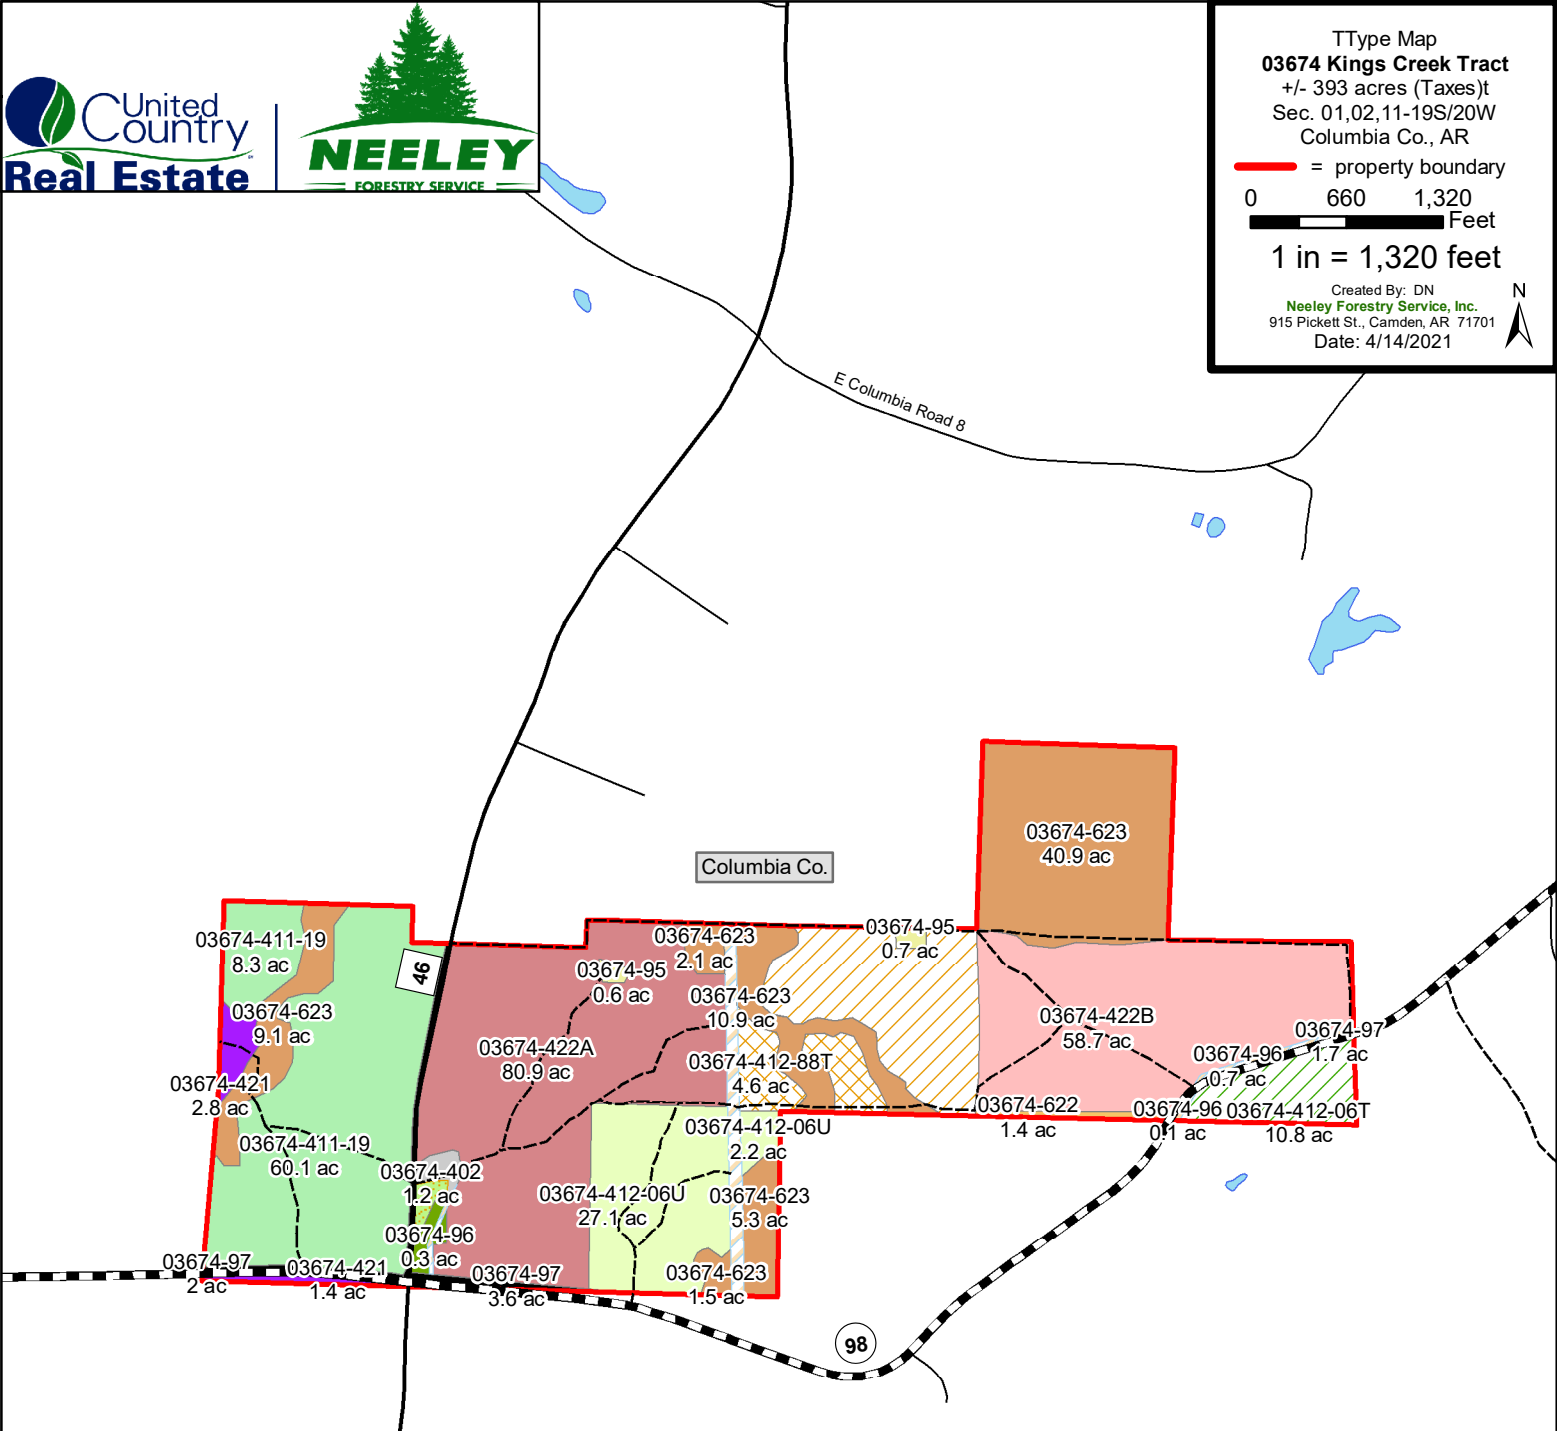 United
Country
Real Estate
NEELEY
FORESTRY SERVICE
TType Map
03674 Kings Creek Tract
+/- 393 acres (Taxes)t
Sec. 01,02,11-19S/20W
Columbia Co., AR
= property boundary
0 660 1,320
Feet
1 in = 1,320 feet
Created By: DN
Neeley Forestry Service, Inc.
915 Pickett St., Camden, AR 71701
Date: 4/14/2021
N
E Columbia Road 8
03674-623
40.9 ac
Columbia Co.
03674-411-19
8.3 ac
46
03674-623
2.1 ac
03674-95
0.7 ac
03674-95
0.6 ac
03674-623
10.9 ac
03674-623
9.1 ac
03674-422A
80.9 ac
03674-412-88T
4.6 ac
03674-422B
58.7 ac
03674-97
1.7 ac
03674-96
0.7 ac
03674-421
2.8 ac
03674-622
1.4 ac
03674-96
0.1 ac
03674-412-06T
10.8 ac
03674-411-19
60.1 ac
03674-412-06U
2.2 ac
03674-402
1.2 ac
03674-412-06U
27.1 ac
03674-623
5.3 ac
03674-96
0.3 ac
03674-97
2 ac
03674-421
1.4 ac
03674-97
3.6 ac
03674-623
1.5 ac
98